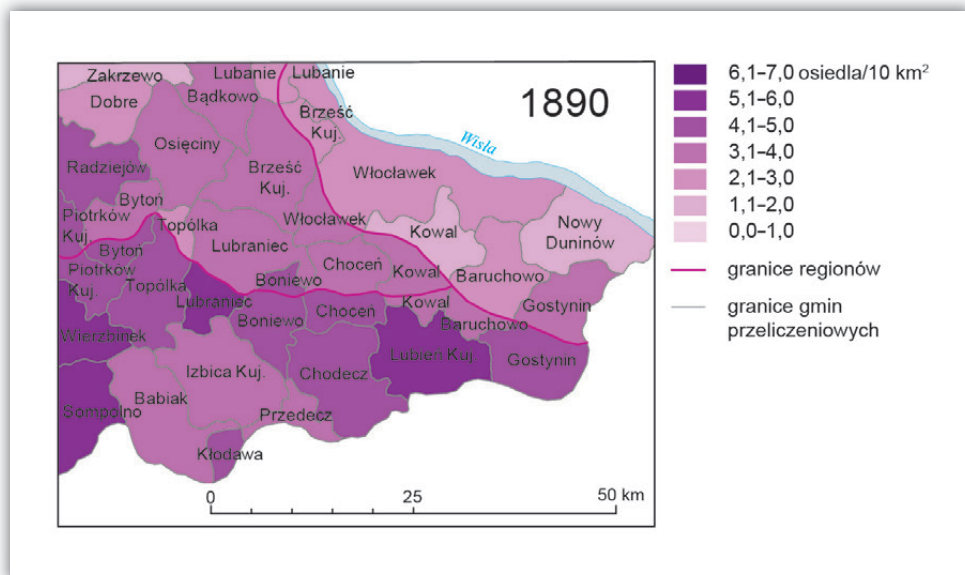 1890
Zakrzewo
Lubanie
Lubanie
Dobre
Bądkowo
Brześć
Kuj.
Osięciny
Wisła
Radziejów
Brześć
Kuj.
Włocławek
Bytoń
Piotrków
Kuj.
Topólka
Włocławek
Kowal
Nowy
Duninów
Bytoń
Lubraniec
Choceń
Kowal
Baruchowo
Piotrków
Kuj.
Topólka
Boniewo
Lubraniec
Gostynin
Boniewo
Choceń
Kowal
Baruchowo
Wierzbinek
Lubień Kuj.
Gostynin
Izbica Kuj.
Chodecz
Babiak
Sompolno
Przedecz
Kłodawa
0
25
50 km
6,1–7,0 osiedla/10 km²
5,1–6,0
4,1–5,0
3,1–4,0
2,1–3,0
1,1–2,0
0,0–1,0
granice regionów
granice gmin
przeliczeniowych